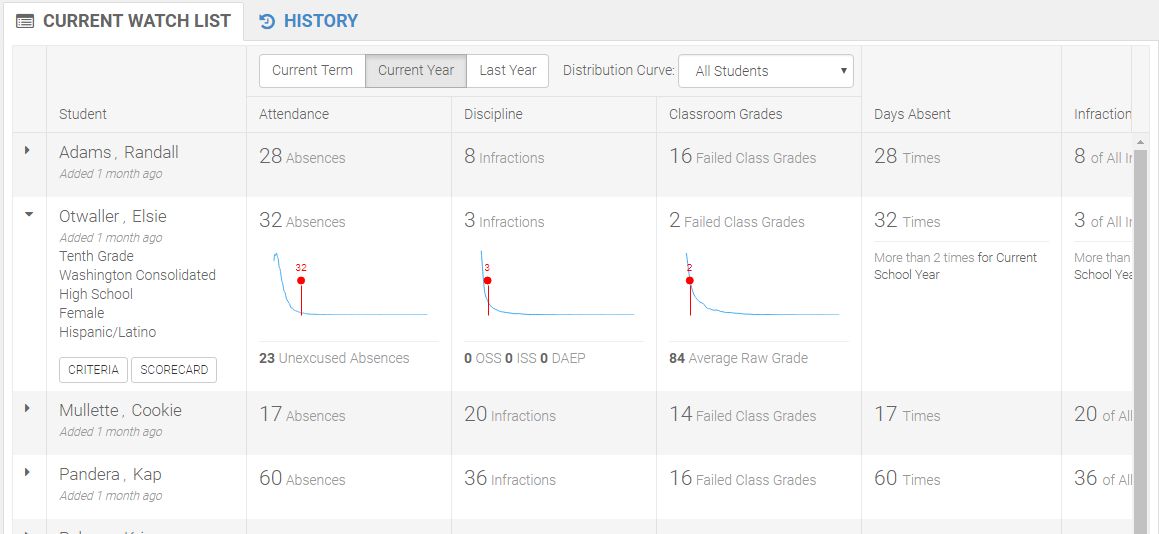 CURRENT WATCH LIST HISTORY
Current Term Current Year Last Year Distribution Curve: All Students
Student Attendance Discipline Classroom Grades Days Absent Infraction
Adams , Randall 28 Absences 8 Infractions 16 Failed Class Grades 28 Times 8 of All
Added 1 month ago
Otwaller , Elsie 32 Absences 3 Infractions 2 Failed Class Grades 32 Times 3 of All
Added 1 month ago
Tenth Grade More than 2 times for Current More than
Washington Consolidated 32 3 2 School Year School
High School
Female
Hispanic/Latino
23 Unexcused Absences 0 OSS 0 ISS 0 DAEP 84 Average Raw Grade
CRITERIA SCORECARD
Mullette , Cookie 17 Absences 20 Infractions 14 Failed Class Grades 17 Times 20 of All
Added 1 month ago
Pandera , Kap 60 Absences 36 Infractions 16 Failed Class Grades 60 Times 36 of All
Added 1 month ago